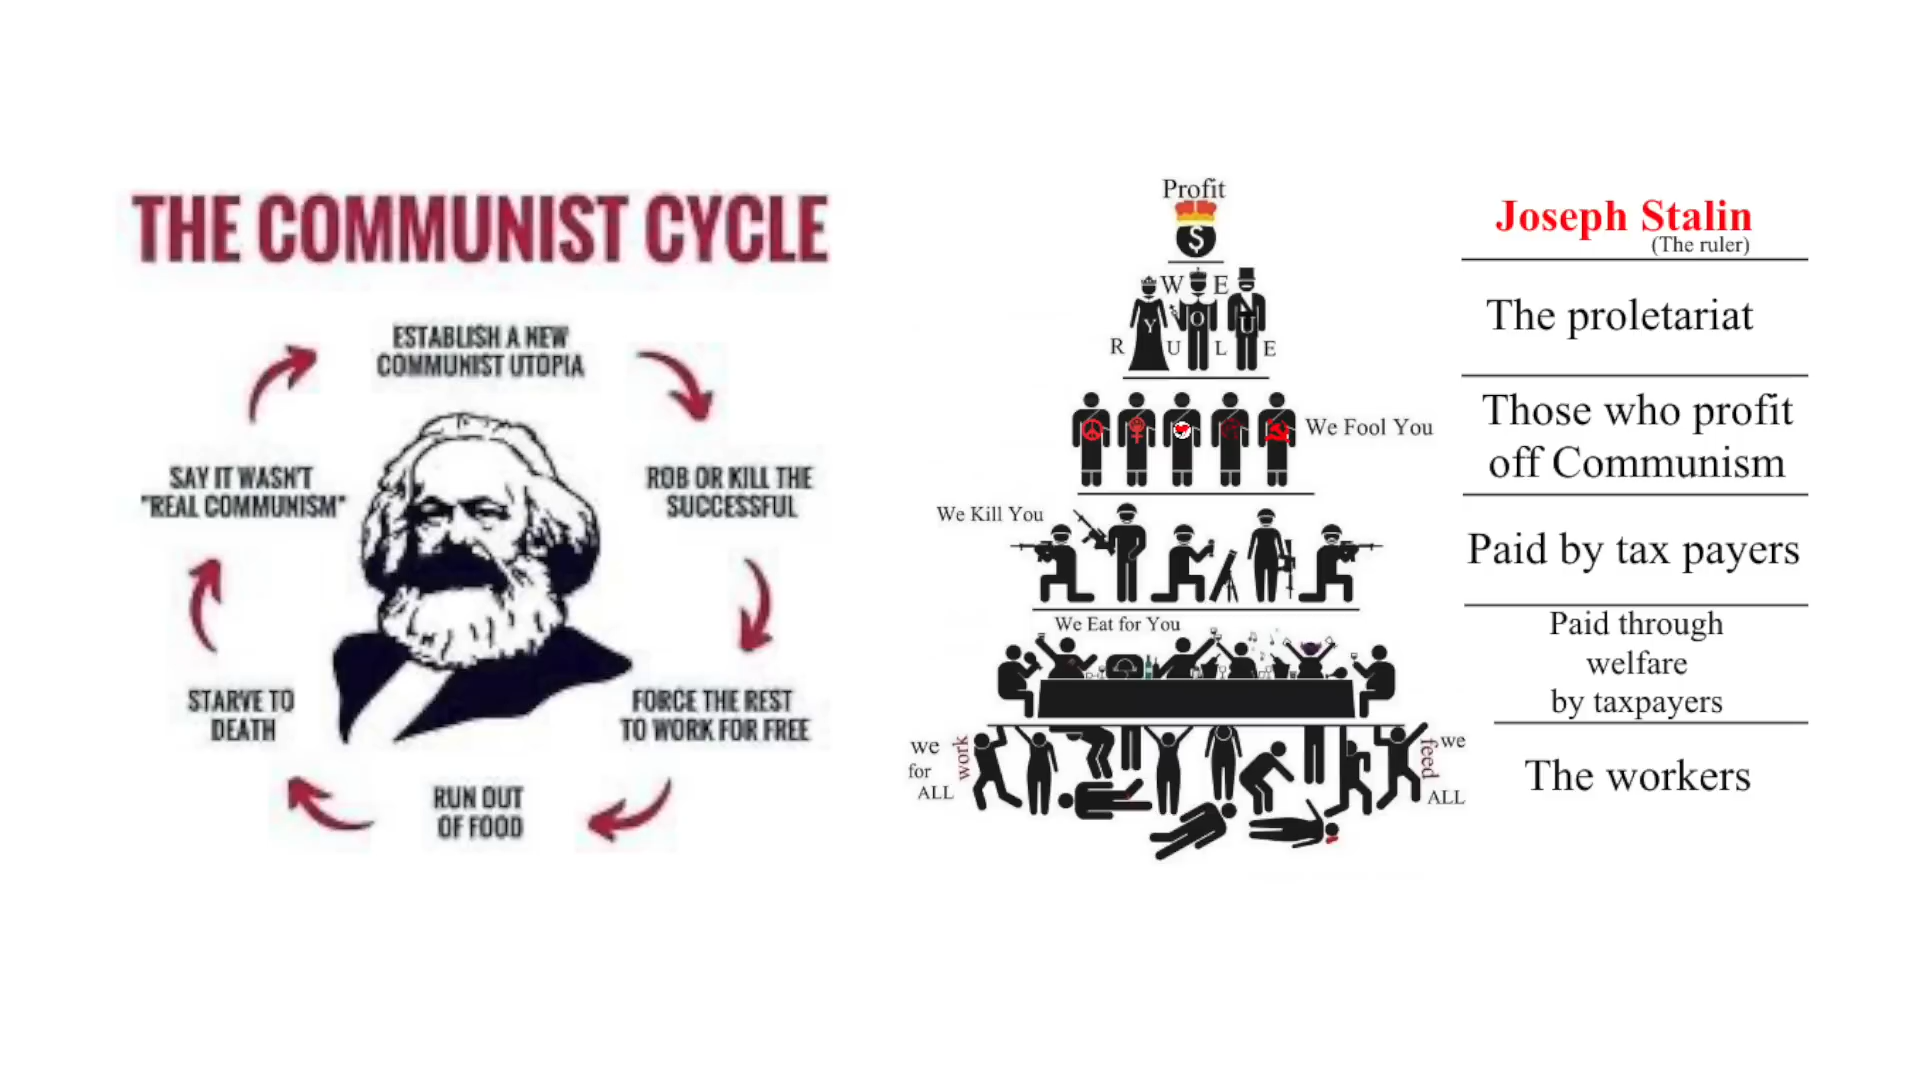 THE COMMUNIST CYCLE
ESTABLISH A NEW
COMMUNIST UTOPIA
ROB OR KILL THE
SUCCESSFUL
FORCE THE REST
TO WORK FOR FREE
RUN OUT
OF FOOD
STARVE TO
DEATH
SAY IT WASN'T
"REAL COMMUNISM"
Profit
$
W E
Y O U
R U L E
We Fool You
We Kill You
We Eat for You
we
work
for
ALL
we
feed
ALL
Joseph Stalin
(The ruler)
The proletariat
Those who profit
off Communism
Paid by tax payers
Paid through
welfare
by taxpayers
The workers